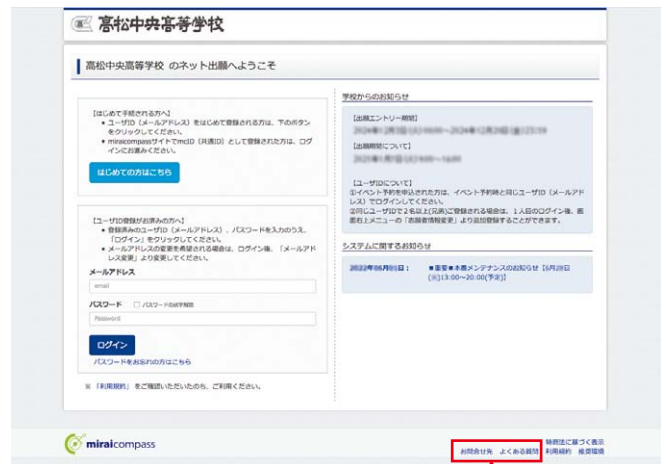 高松中央高等学校
高松中央高等学校 のネット出願へようこそ
【はじめて手続される方へ】
● ユーザID（メールアドレス）をはじめて登録される方は、下のボタン
をクリックしてください。
● miraicompassサイトでmcID（共通ID）として登録された方は、ログ
インにお進みください。
はじめての方はこちら
【ユーザID登録がお済みの方へ】
● 登録済みのユーザID（メールアドレス）、パスワードを入力のうえ、
「ログイン」をクリックしてください。
● メールアドレスの変更を希望される場合は、ログイン後、「メールアド
レス変更」より変更してください。
メールアドレス
email
パスワード □ パスワードの伏字解除
Password
ログイン
パスワードをお忘れの方はこちら
※ 「利用規約」をご確認いただいたのち、ご利用ください。
学校からのお知らせ
【出願エントリー期間】
【出願期間について】
【ユーザIDについて】
①イベント予約を申込された方は、イベント予約時と同じユーザID（メールアド
レス）でログインしてください。
②同じユーザIDで2名以上(兄弟)ご登録される場合は、1人目のログイン後、画
面右上メニューの「志願者情報変更」より追加登録することができます。
システムに関するお知らせ
2022年06月01日： ■重要■本番メンテナンスのお知らせ【6月28日
(火)13:00～20:00(予定)】
miraicompass
お問合せ先 よくある質問
特商法に基づく表示
利用規約 推奨環境